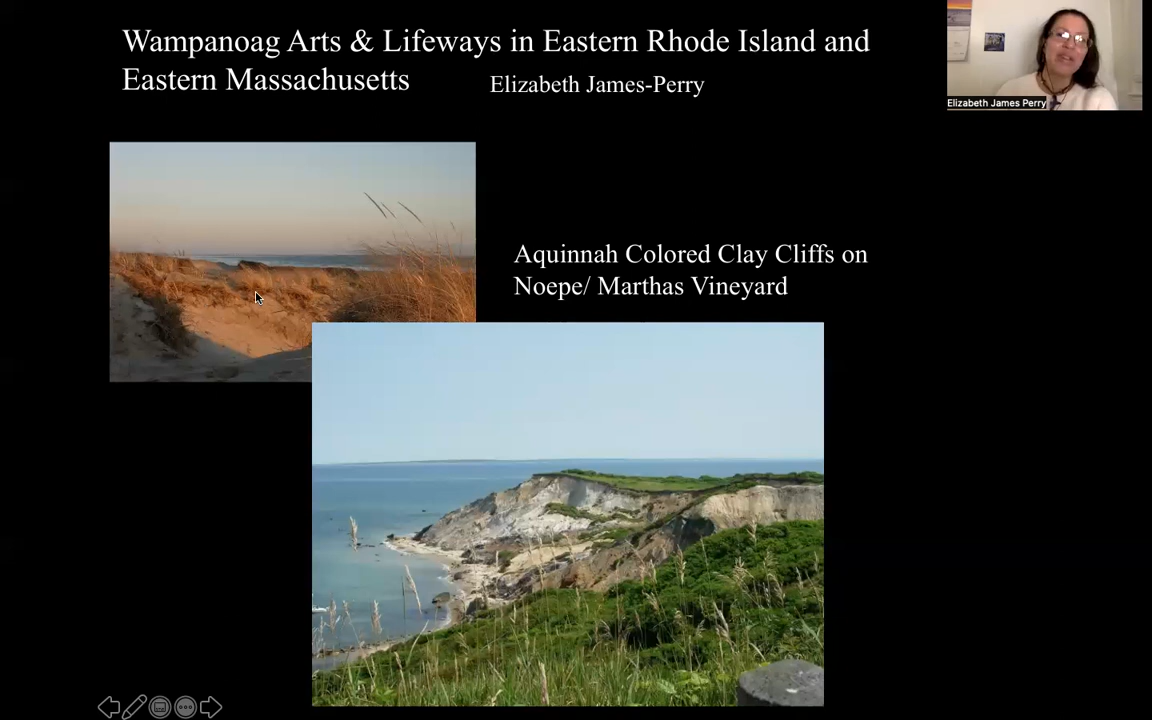 Wampanoag Arts & Lifeways in Eastern Rhode Island and
Eastern Massachusetts
Elizabeth James-Perry
Elizabeth James Perry
Aquinnah Colored Clay Cliffs on
Noepe/ Marthas Vineyard